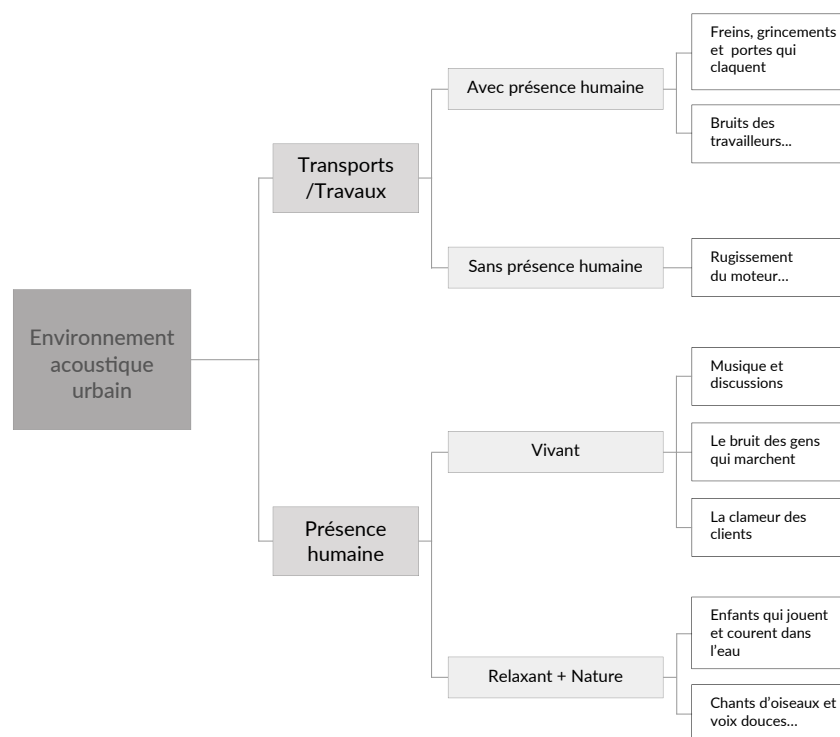 Environnement
acoustique
urbain
Transports
/Travaux
Avec présence humaine
Freins, grincements
et portes qui
claquent
Bruits des
travailleurs...
Sans présence humaine
Rugissement
du moteur...
Présence
humaine
Vivant
Musique et
discussions
Le bruit des gens
qui marchent
La clameur des
clients
Relaxant + Nature
Enfants qui jouent
et courent dans
l’eau
Chants d’oiseaux et
voix douces...